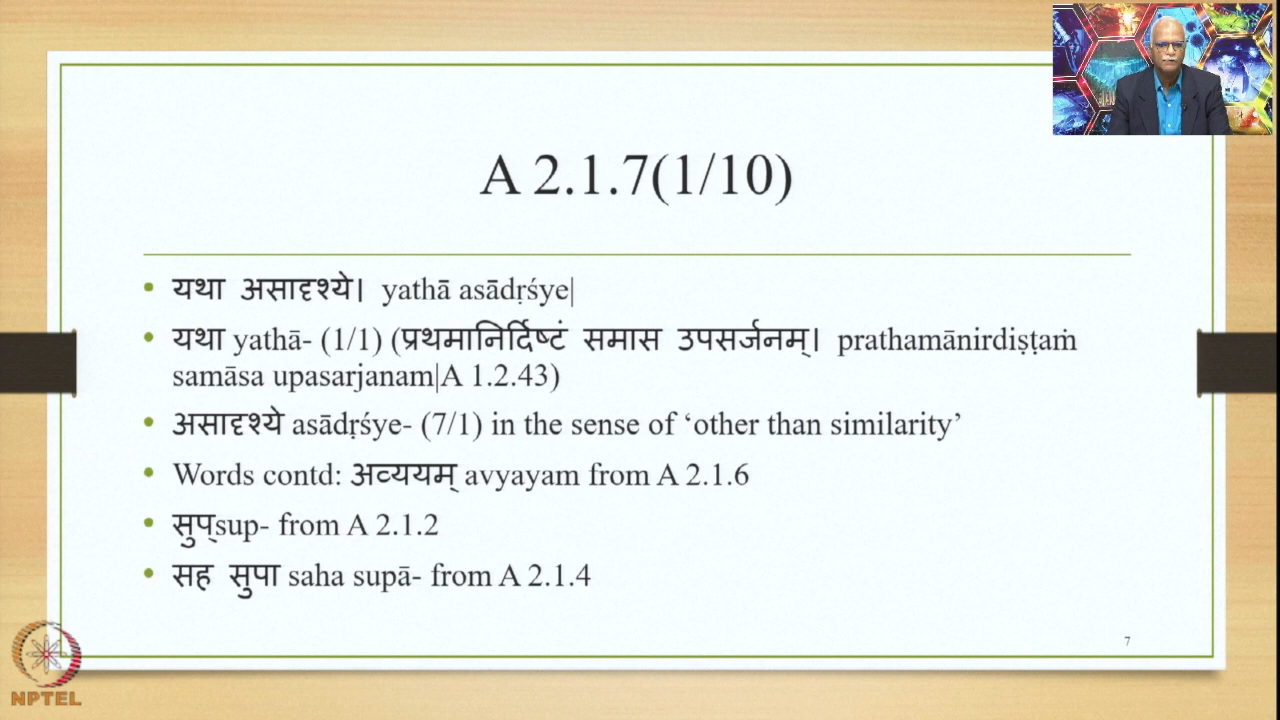 A 2.1.7(1/10)
• यथा असादृश्ये। yathā asādṛśye|
• यथा yathā- (1/1) (प्रथमानिर्दिष्टं समास उपसर्जनम्। prathamānirdiṣṭaṁ
samāsa upasarjanam|A 1.2.43)
• असादृश्ये asādṛśye- (7/1) in the sense of ‘other than similarity’
• Words contd: अव्ययम् avyayam from A 2.1.6
• सुप्sup- from A 2.1.2
• सह सुपा saha supā- from A 2.1.4
7
NPTEL